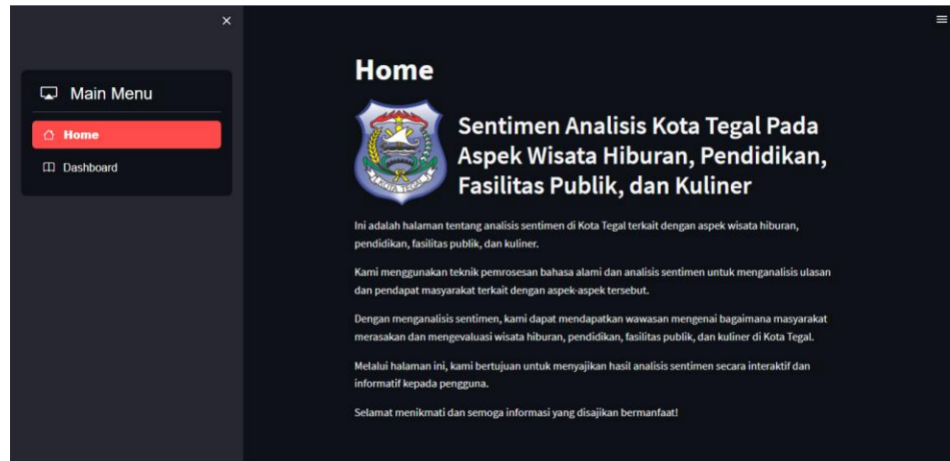 Main Menu
Home
Dashboard
Home
KOTA TEGAL
Sentimen Analisis Kota Tegal Pada
Aspek Wisata Hiburan, Pendidikan,
Fasilitas Publik, dan Kuliner
Ini adalah halaman tentang analisis sentimen di Kota Tegal terkait dengan aspek wisata hiburan,
pendidikan, fasilitas publik, dan kuliner.
Kami menggunakan teknik pemrosesan bahasa alami dan analisis sentimen untuk menganalisis ulasan
dan pendapat masyarakat terkait dengan aspek-aspek tersebut.
Dengan menganalisis sentimen, kami dapat mendapatkan wawasan mengenai bagaimana masyarakat
merasakan dan mengevaluasi wisata hiburan, pendidikan, fasilitas publik, dan kuliner di Kota Tegal.
Melalui halaman ini, kami bertujuan untuk menyajikan hasil analisis sentimen secara interaktif dan
informatif kepada pengguna.
Selamat menikmati dan semoga informasi yang disajikan bermanfaat!